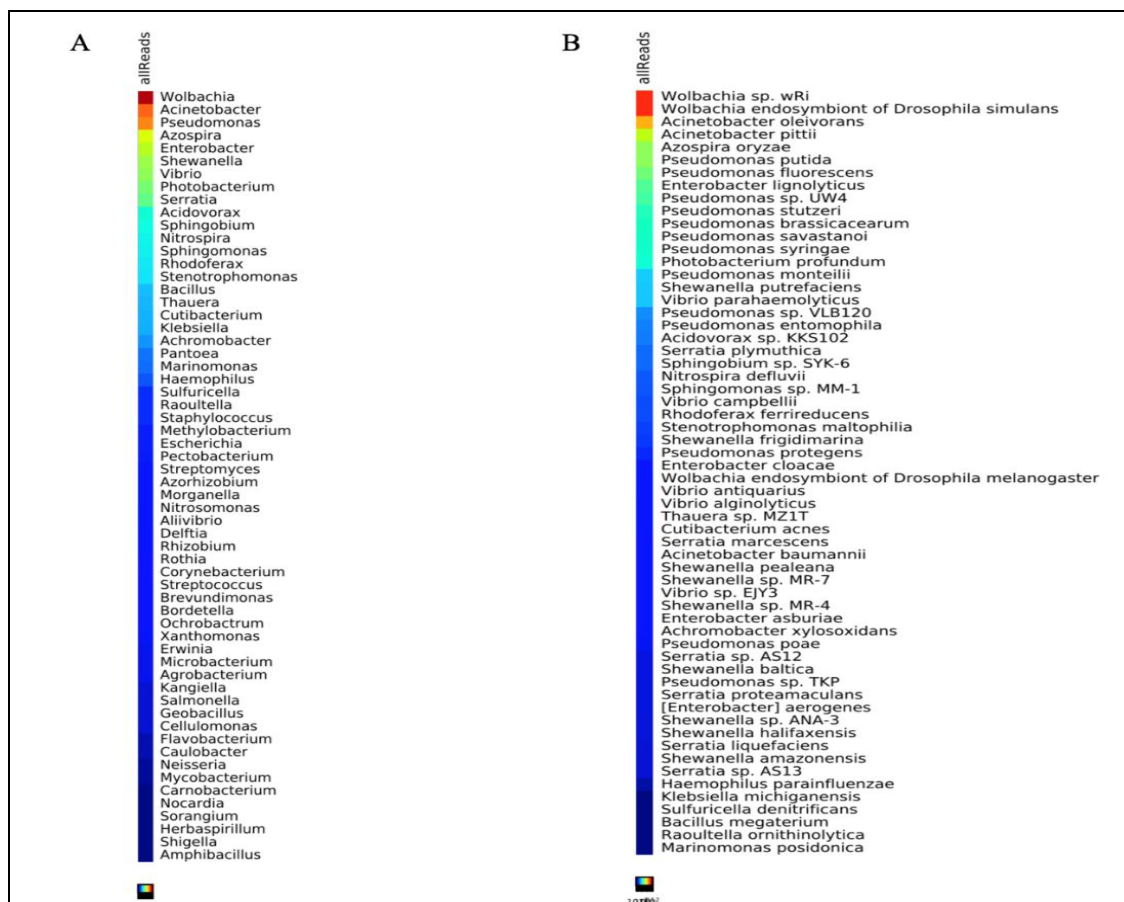 A
allReads
Wolbachia
Acinetobacter
Pseudomonas
Azospira
Enterobacter
Shewanella
Vibrio
Photobacterium
Serratia
Acidovorax
Sphingobium
Nitrospira
Sphingomonas
Rhodoferax
Stenotrophomonas
Bacillus
Thauera
Cutibacterium
Klebsiella
Achromobacter
Pantoea
Marinomonas
Haemophilus
Sulfuricella
Raoultella
Staphylococcus
Methylobacterium
Escherichia
Pectobacterium
Streptomyces
Azorhizobium
Morganella
Nitrosomonas
Aliivibrio
Delftia
Rhizobium
Rothia
Corynebacterium
Streptococcus
Brevundimonas
Bordetella
Ochrobactrum
Xanthomonas
Erwinia
Microbacterium
Agrobacterium
Kangiella
Salmonella
Geobacillus
Cellulomonas
Flavobacterium
Caulobacter
Neisseria
Mycobacterium
Carnobacterium
Nocardia
Sorangium
Herbaspirillum
Shigella
Amphibacillus
B
allReads
Wolbachia sp. wRi
Wolbachia endosymbiont of Drosophila simulans
Acinetobacter oleivorans
Acinetobacter pittii
Azospira oryzae
Pseudomonas putida
Pseudomonas fluorescens
Enterobacter lignolyticus
Pseudomonas sp. UW4
Pseudomonas stutzeri
Pseudomonas brassicacearum
Pseudomonas savastanoi
Pseudomonas syringae
Photobacterium profundum
Pseudomonas monteilii
Shewanella putrefaciens
Vibrio parahaemolyticus
Pseudomonas sp. VLB120
Pseudomonas entomophila
Acidovorax sp. KKS102
Serratia plymuthica
Sphingobium sp. SYK-6
Nitrospira defluvii
Sphingomonas sp. MM-1
Vibrio campbellii
Rhodoferax ferrireducens
Stenotrophomonas maltophilia
Shewanella frigidimarina
Pseudomonas protegens
Enterobacter cloacae
Wolbachia endosymbiont of Drosophila melanogaster
Vibrio antiquarius
Vibrio alginolyticus
Thauera sp. MZ1T
Cutibacterium acnes
Serratia marcescens
Acinetobacter baumannii
Shewanella pealeana
Shewanella sp. MR-7
Vibrio sp. EJY3
Shewanella sp. MR-4
Enterobacter asburiae
Achromobacter xylosoxidans
Pseudomonas poae
Serratia sp. AS12
Shewanella baltica
Pseudomonas sp. TKP
Serratia proteamaculans
[Enterobacter] aerogenes
Shewanella sp. ANA-3
Shewanella halifaxensis
Serratia liquefaciens
Shewanella amazonensis
Serratia sp. AS13
Haemophilus parainfluenzae
Klebsiella michiganensis
Sulfuricella denitrificans
Bacillus megaterium
Raoultella ornithinolytica
Marinomonas posidonica